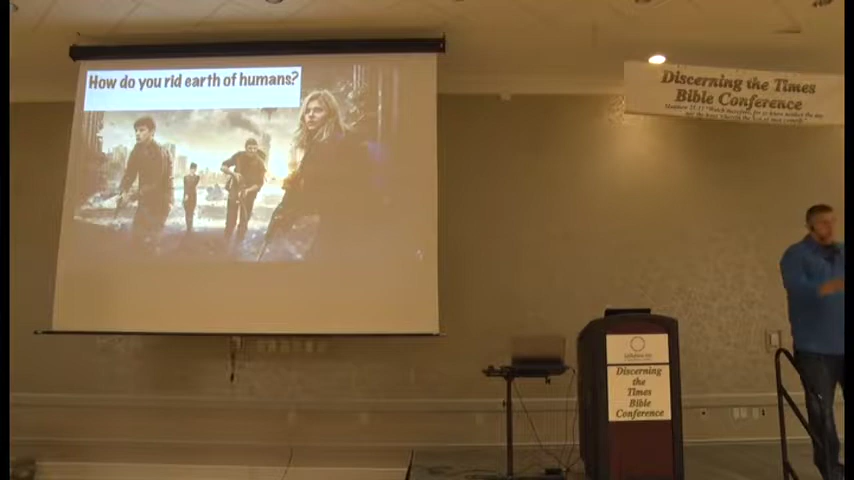 How do you rid earth of humans?
Discerning the Times
Bible Conference
Discerning
the
Times
Bible
Conference